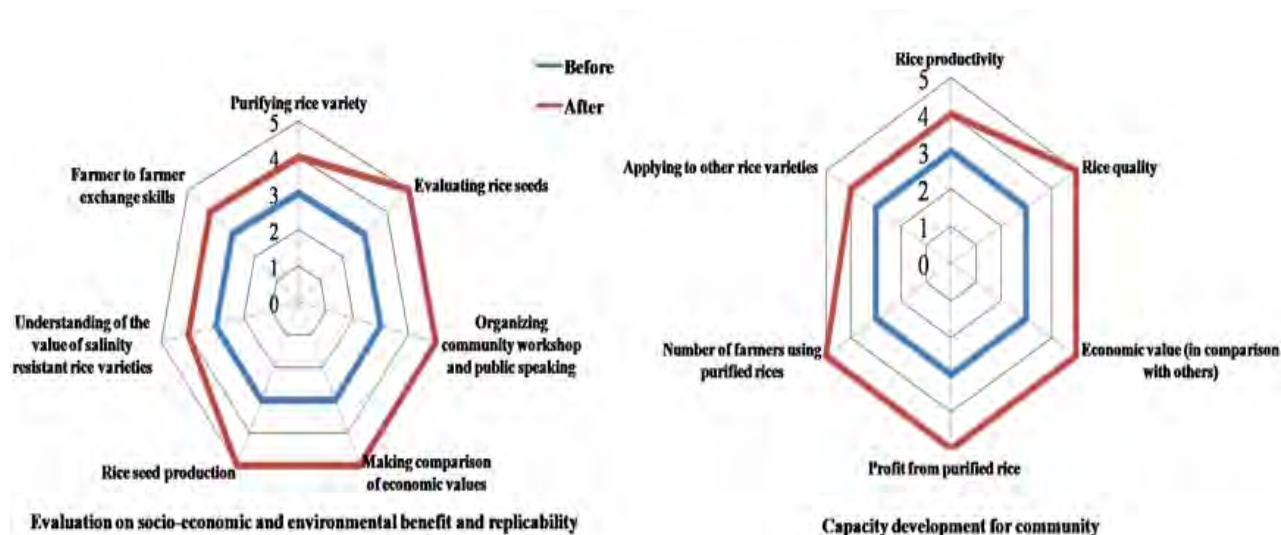 Before
After
Purifying rice variety
5
4
3
2
1
0
Evaluating rice seeds
Organizing
community workshop
and public speaking
Making comparison
of economic values
Rice seed production
Understanding of the
value of salinity
resistant rice varieties
Farmer to farmer
exchange skills
Evaluation on socio-economic and environmental benefit and replicability
Rice productivity
5
4
3
2
1
0
Rice quality
Economic value (in comparison
with others)
Profit from purified rice
Number of farmers using
purified rices
Applying to other rice varieties
Capacity development for community